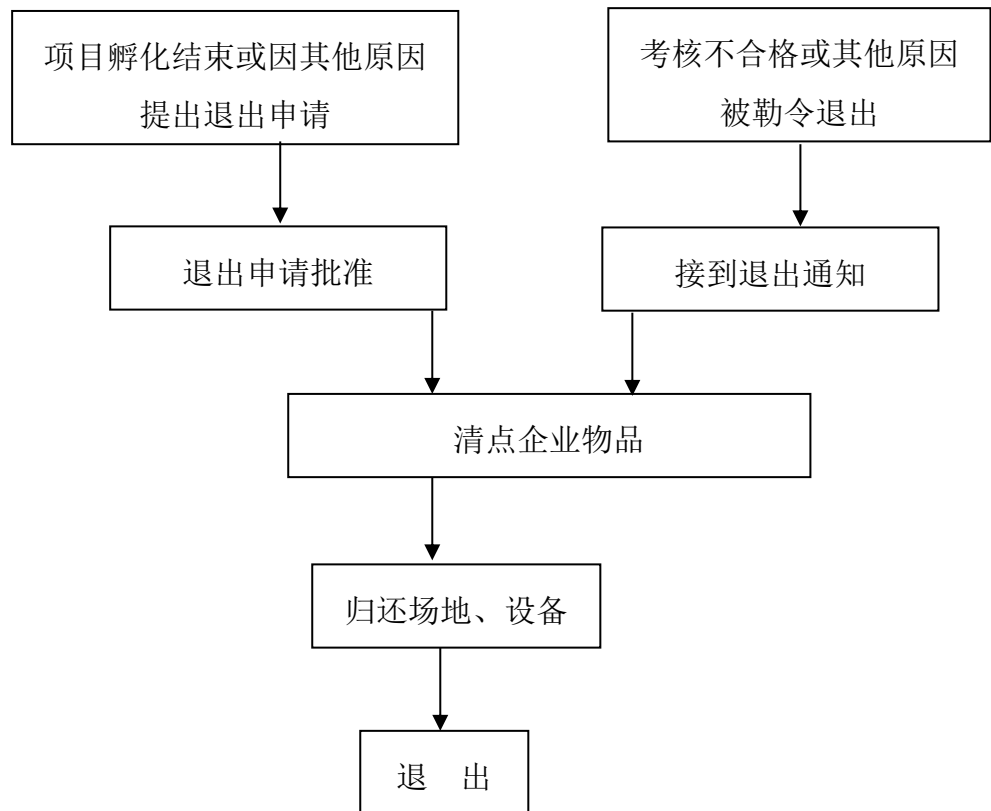 项目孵化结束或因其他原因
提出退出申请
考核不合格或其他原因
被勒令退出
退出申请批准
接到退出通知
清点企业物品
归还场地、设备
退 出